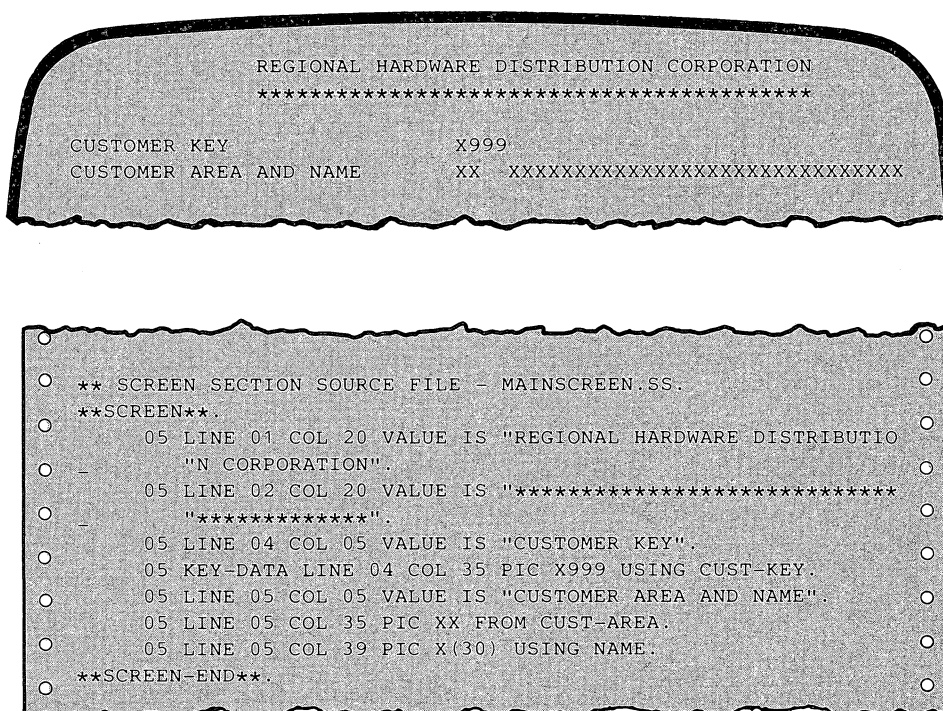 REGIONAL HARDWARE DISTRIBUTION CORPORATION
******************************************
CUSTOMER KEY X999
CUSTOMER AREA AND NAME XX XXXXXXXXXXXXXXXXXXXXXXXXXXXXXX
** SCREEN SECTION SOURCE FILE - MAINSCREEN.SS.
**SCREEN**.
05 LINE 01 COL 20 VALUE IS "REGIONAL HARDWARE DISTRIBUTIO
_ "N CORPORATION".
05 LINE 02 COL 20 VALUE IS "*****************************
_ "*************".
05 LINE 04 COL 05 VALUE IS "CUSTOMER KEY".
05 KEY-DATA LINE 04 COL 35 PIC X999 USING CUST-KEY.
05 LINE 05 COL 05 VALUE IS "CUSTOMER AREA AND NAME".
05 LINE 05 COL 35 PIC XX FROM CUST-AREA.
05 LINE 05 COL 39 PIC X(30) USING NAME.
**SCREEN-END**.